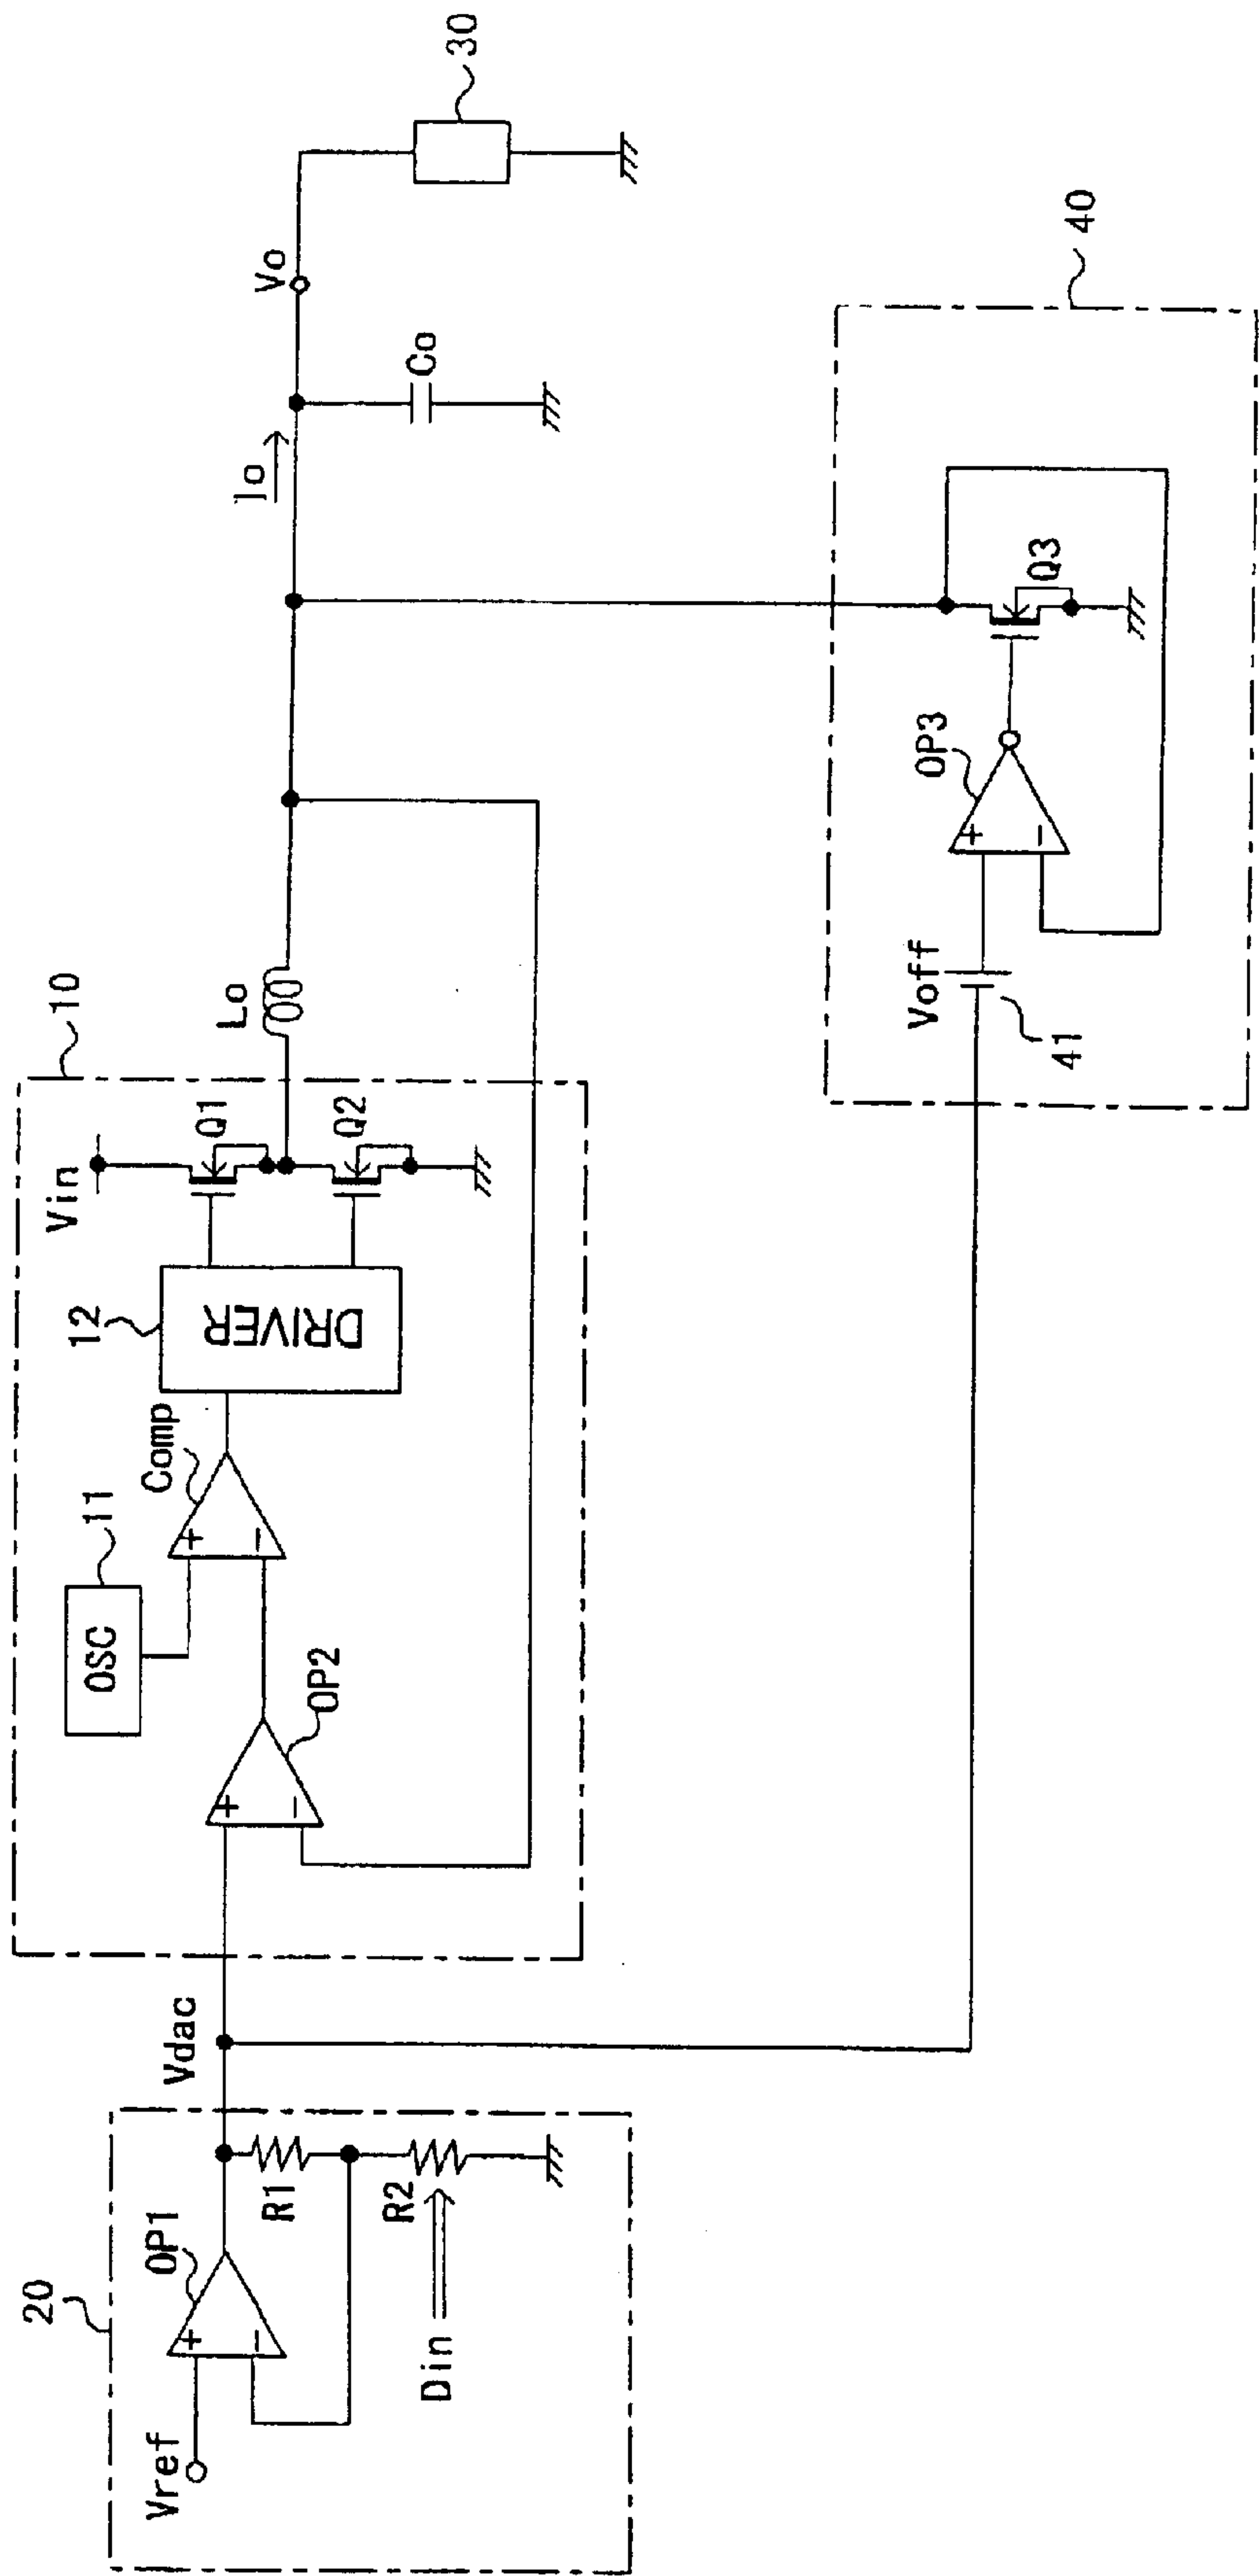 20
Vref
OP1
R1
R2
Din
Vdac
10
OSC
11
OP2
Comp
12
DRIVER
Vin
Q1
Q2
Lo
Io
Vo
Co
30
40
Voff
41
OP3
Q3
+
−
+
−
+
−
+
−